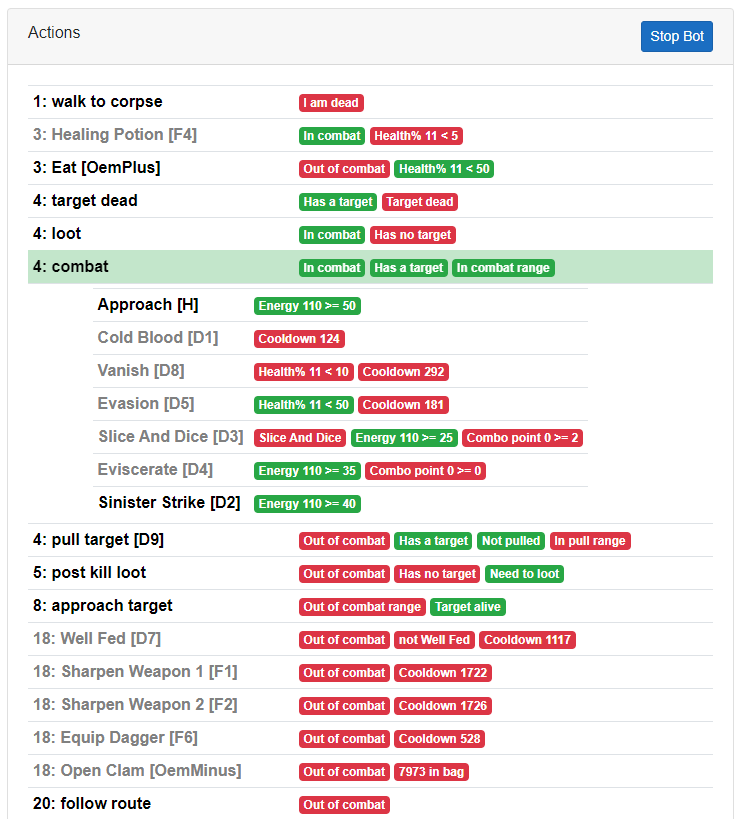 Actions Stop Bot
1: walk to corpse I am dead
3: Healing Potion [F4] In combat Health% 11 < 5
3: Eat [OemPlus] Out of combat Health% 11 < 50
4: target dead Has a target Target dead
4: loot In combat Has no target
4: combat In combat Has a target In combat range
Approach [H] Energy 110 >= 50
Cold Blood [D1] Cooldown 124
Vanish [D8] Health% 11 < 10 Cooldown 292
Evasion [D5] Health% 11 < 50 Cooldown 181
Slice And Dice [D3] Slice And Dice Energy 110 >= 25 Combo point 0 >= 2
Eviscerate [D4] Energy 110 >= 35 Combo point 0 >= 0
Sinister Strike [D2] Energy 110 >= 40
4: pull target [D9] Out of combat Has a target Not pulled In pull range
5: post kill loot Out of combat Has no target Need to loot
8: approach target Out of combat range Target alive
18: Well Fed [D7] Out of combat not Well Fed Cooldown 1117
18: Sharpen Weapon 1 [F1] Out of combat Cooldown 1722
18: Sharpen Weapon 2 [F2] Out of combat Cooldown 1726
18: Equip Dagger [F6] Out of combat Cooldown 528
18: Open Clam [OemMinus] Out of combat 7973 in bag
20: follow route Out of combat